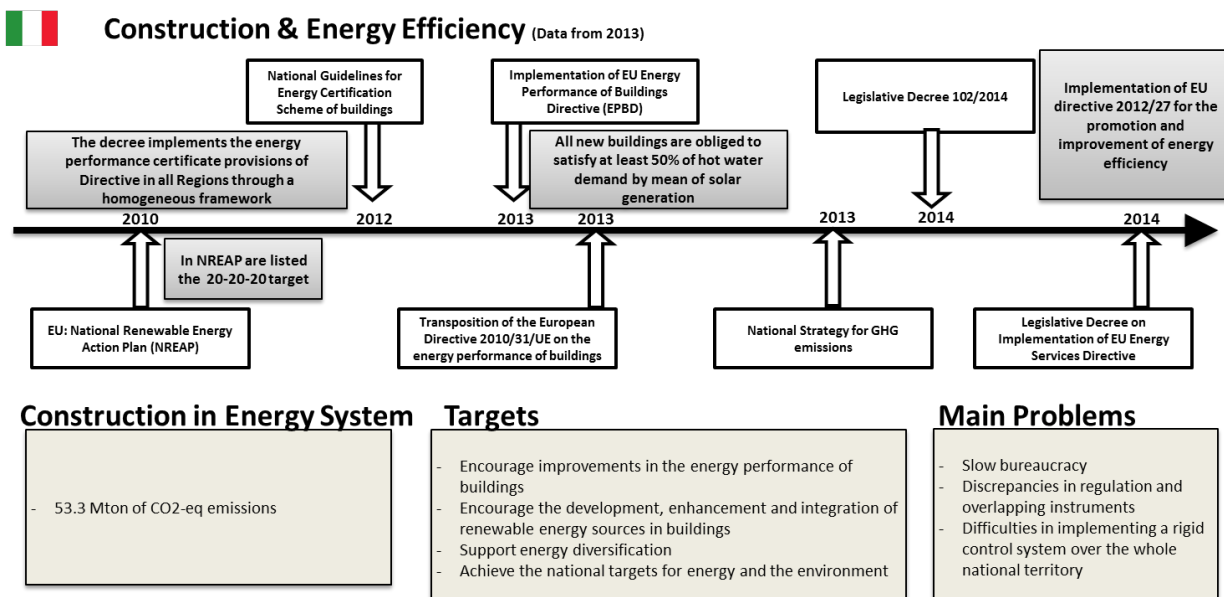 Construction & Energy Efficiency (Data from 2013)
National Guidelines for
Energy Certification
Scheme of buildings
Implementation of EU Energy
Performance of Buildings
Directive (EPBD)
Legislative Decree 102/2014
Implementation of EU
directive 2012/27 for the
promotion and
improvement of energy
efficiency
The decree implements the energy
performance certificate provisions of
Directive in all Regions through a
homogeneous framework
All new buildings are obliged to
satisfy at least 50% of hot water
demand by mean of solar
generation
2010
2012
2013
2013
2013
2014
2014
In NREAP are listed
the 20-20-20 target
EU: National Renewable Energy
Action Plan (NREAP)
Transposition of the European
Directive 2010/31/UE on the
energy performance of buildings
National Strategy for GHG
emissions
Legislative Decree on
Implementation of EU Energy
Services Directive
Construction in Energy System
- 53.3 Mton of CO2-eq emissions
Targets
- Encourage improvements in the energy performance of
buildings
- Encourage the development, enhancement and integration of
renewable energy sources in buildings
- Support energy diversification
- Achieve the national targets for energy and the environment
Main Problems
- Slow bureaucracy
- Discrepancies in regulation and
overlapping instruments
- Difficulties in implementing a rigid
control system over the whole
national territory